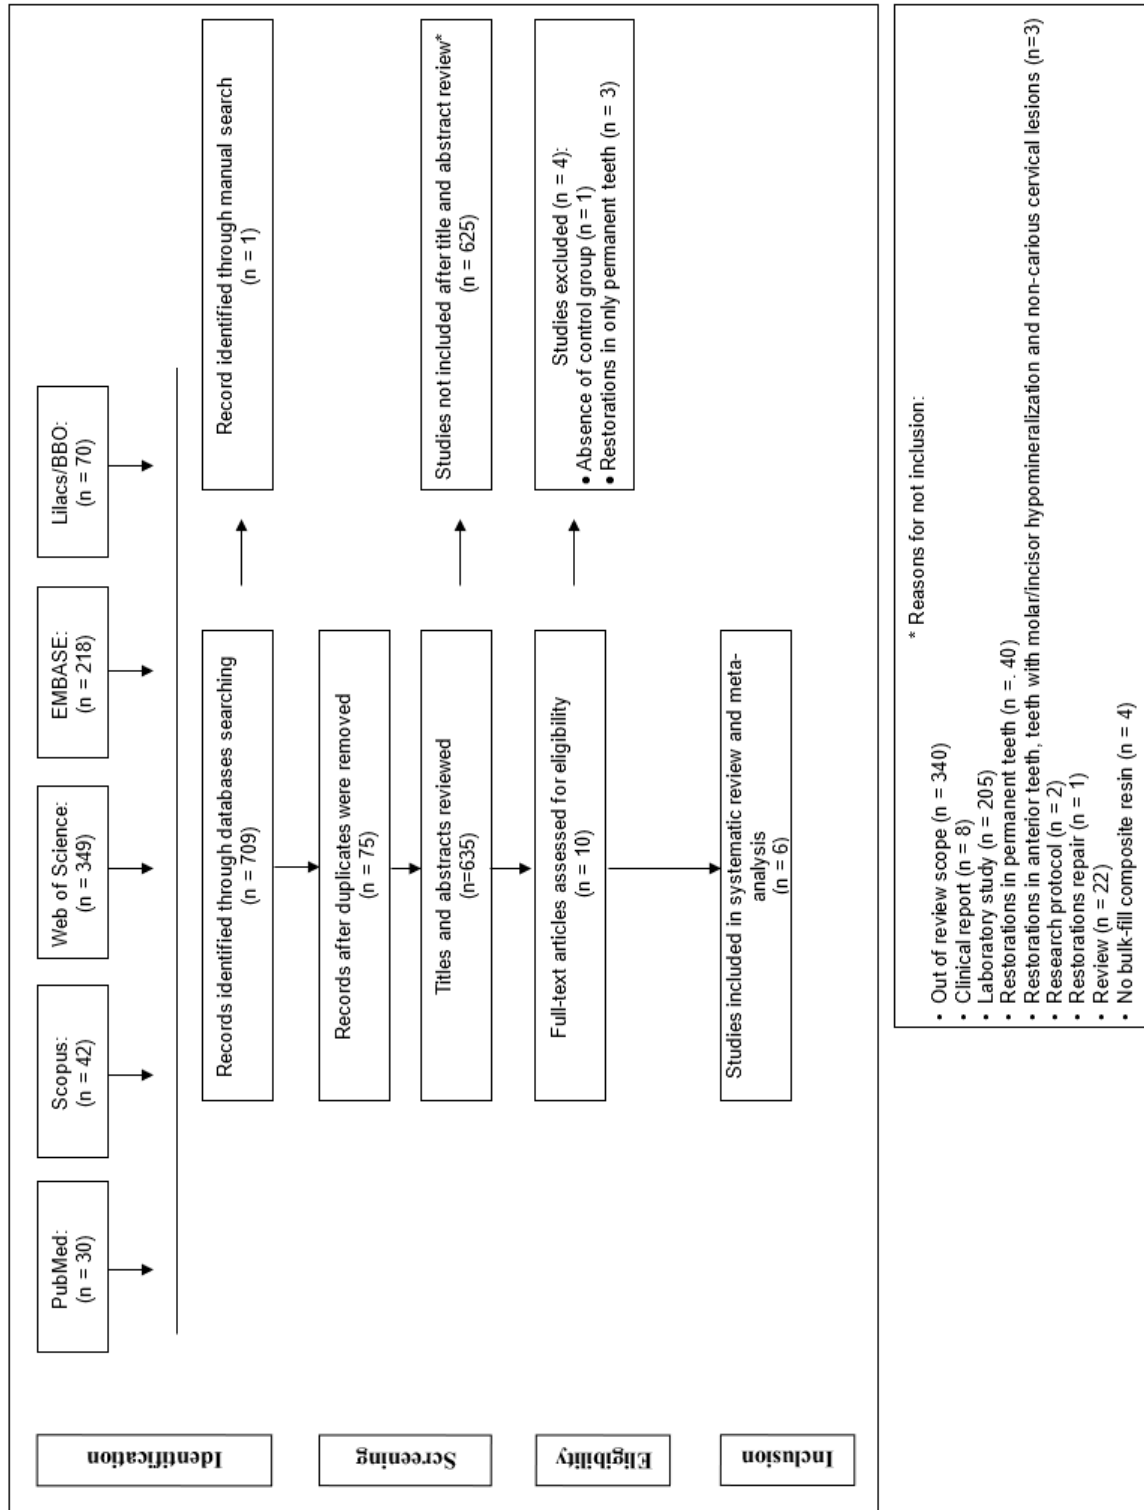 Identification
PubMed:
(n = 30)
Scopus:
(n = 42)
Web of Science:
(n = 349)
EMBASE:
(n = 218)
Lilacs/BBO:
(n = 70)
Records identified through databases searching
(n = 709)
Record identified through manual search
(n = 1)
Screening
Records after duplicates were removed
(n = 75)
Titles and abstracts reviewed
(n=635)
Studies not included after title and abstract review*
(n = 625)
Eligibility
Full-text articles assessed for eligibility
(n = 10)
Studies excluded (n = 4):
• Absence of control group (n = 1)
• Restorations in only permanent teeth (n = 3)
Inclusion
Studies included in systematic review and meta-
analysis
(n = 6)
* Reasons for not inclusion:
• Out of review scope (n = 340)
• Clinical report (n = 8)
• Laboratory study (n = 205)
• Restorations in permanent teeth (n =. 40)
• Restorations in anterior teeth, teeth with molar/incisor hypomineralization and non-carious cervical lesions (n=3)
• Research protocol (n = 2)
• Restorations repair (n = 1)
• Review (n = 22)
• No bulk-fill composite resin (n = 4)